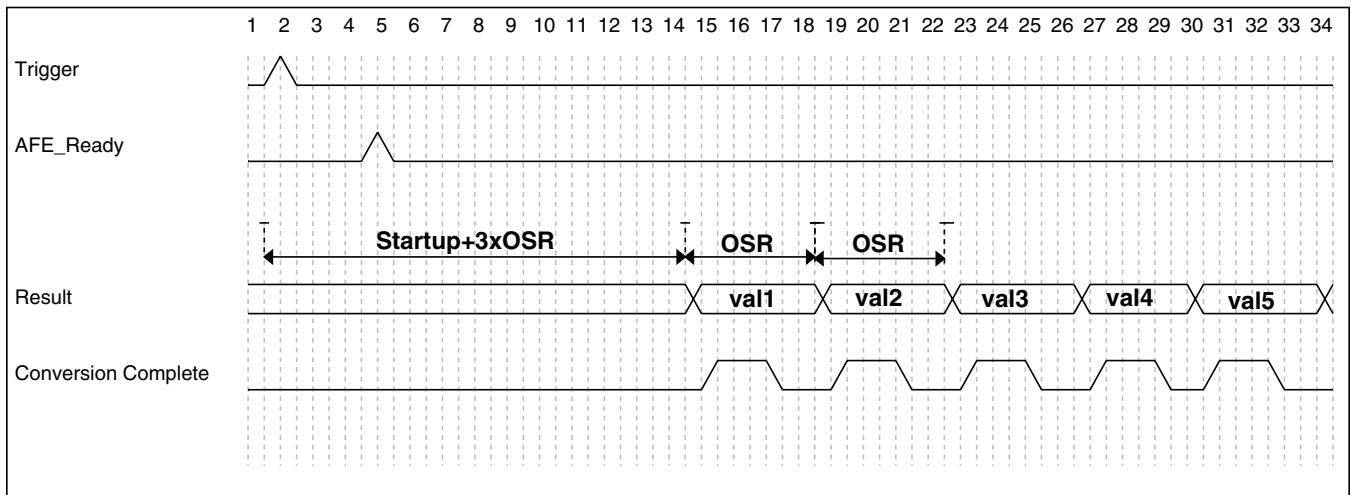 1 2 3 4 5 6 7 8 9 10 11 12 13 14 15 16 17 18 19 20 21 22 23 24 25 26 27 28 29 30 31 32 33 34
Trigger
AFE_Ready
Startup+3xOSR OSR OSR
Result val1 val2 val3 val4 val5
Conversion Complete